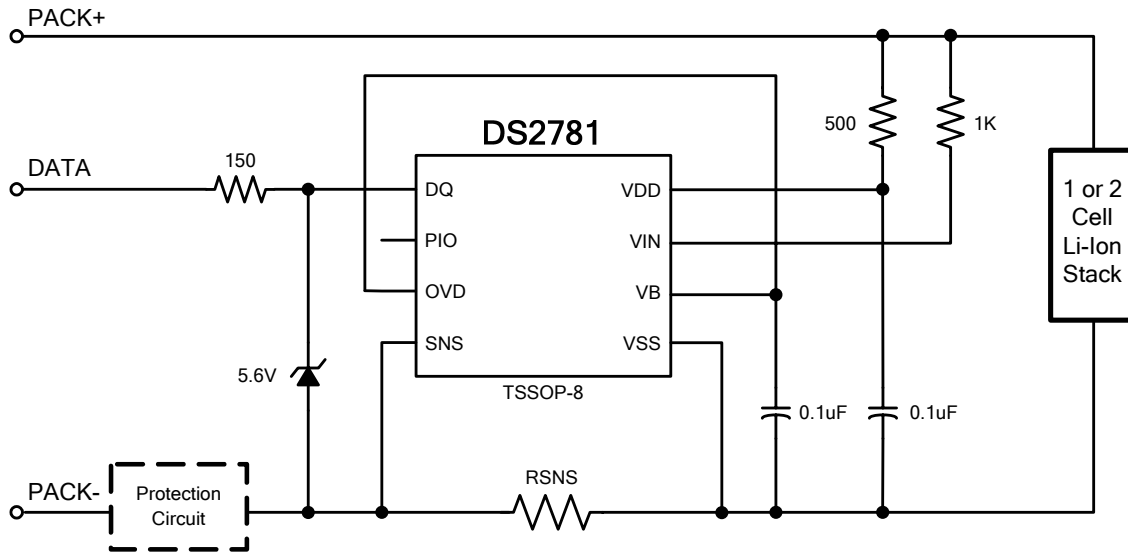 PACK+
500
1K
DS2781
DATA
150
DQ
VDD
PIO
VIN
OVD
VB
SNS
VSS
1 or 2
Cell
Li-Ion
Stack
5.6V
TSSOP-8
0.1uF
0.1uF
RSNS
PACK-
Protection
Circuit